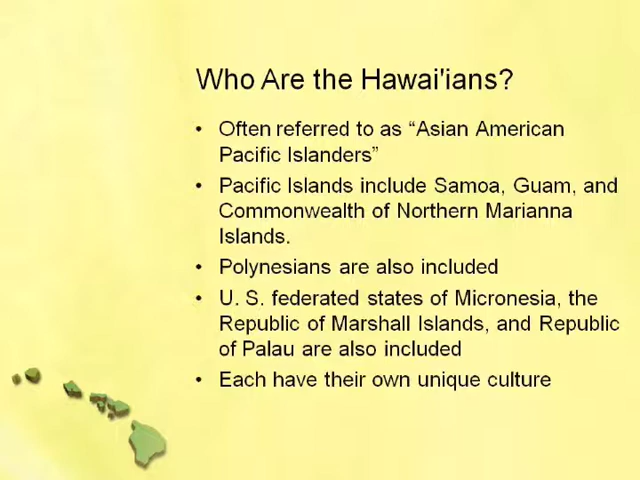 Who Are the Hawai'ians?
• Often referred to as “Asian American
Pacific Islanders”
• Pacific Islands include Samoa, Guam, and
Commonwealth of Northern Marianna
Islands.
• Polynesians are also included
• U. S. federated states of Micronesia, the
Republic of Marshall Islands, and Republic
of Palau are also included
• Each have their own unique culture